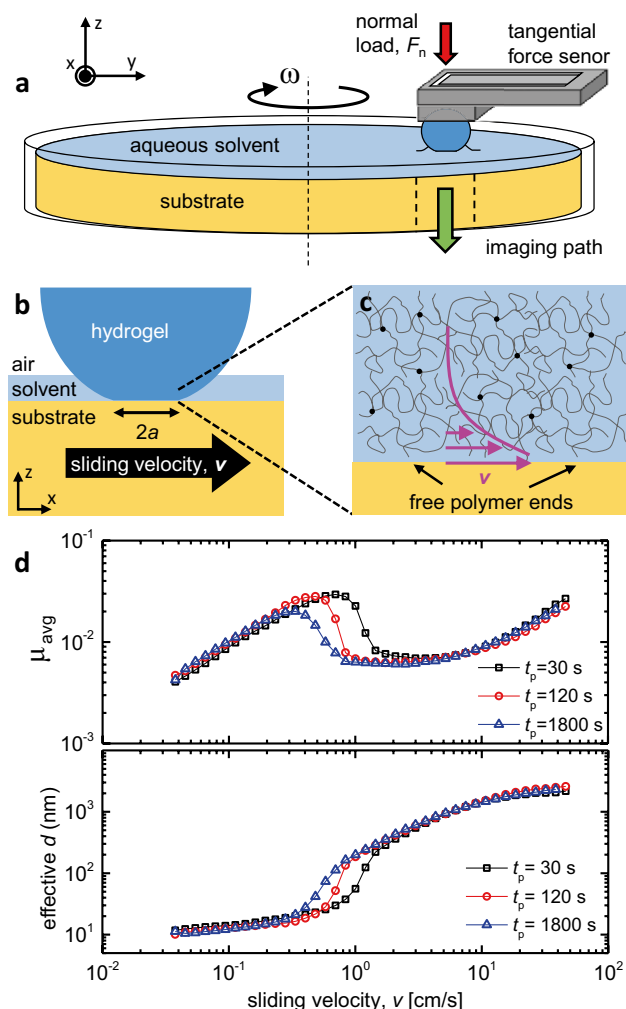 z
x
y
a
ω
normal
load, Fn
tangential
force senor
aqueous solvent
substrate
imaging path
b
hydrogel
air
solvent
substrate
2a
sliding velocity, v
z
x
c
v
free polymer ends
d
10-1
10-2
10-3
μavg
tp=30 s
tp=120 s
tp=1800 s
103
102
101
effective d (nm)
tp= 30 s
tp= 120 s
tp= 1800 s
10-2 10-1 100 101 102
sliding velocity, v [cm/s]